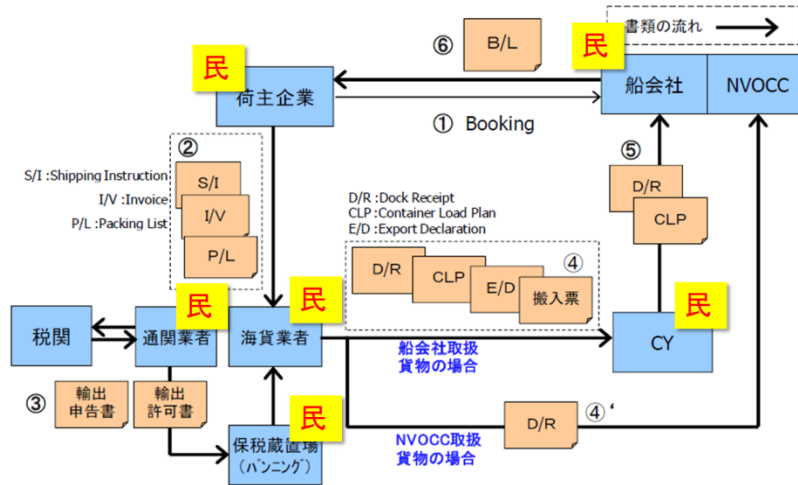 書類の流れ
⑥
B/L
民
民
荷主企業
船会社
NVOCC
① Booking
②
S/I :Shipping Instruction
I/V :Invoice
P/L :Packing List
S/I
I/V
P/L
D/R :Dock Receipt
CLP :Container Load Plan
E/D :Export Declaration
D/R
CLP
E/D
④
搬入票
⑤
D/R
CLP
民
民
民
税関
通関業者
海貨業者
CY
船会社取扱
貨物の場合
③
輸出
申告書
輸出
許可書
民
保税蔵置場
(バンニング)
D/R
④‘
NVOCC取扱
貨物の場合